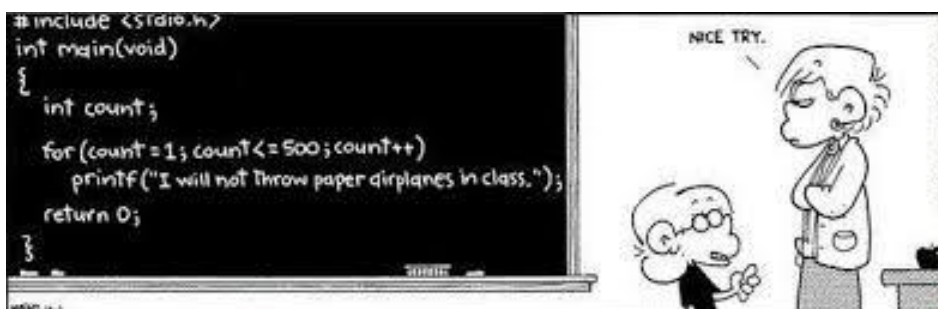 #include <stdio.h>
int main(void)
{
int count;
for (count = 1; count <= 500; count++)
printf("I will not throw paper airplanes in class.");
return 0;
}
NICE TRY.